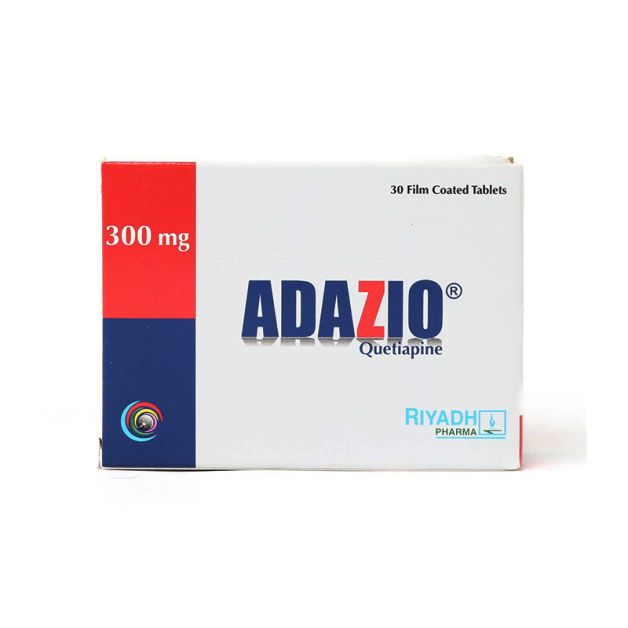 30 Film Coated Tablets
300 mg
ADAZIO®
Quetiapine
RIYADH
PHARMA